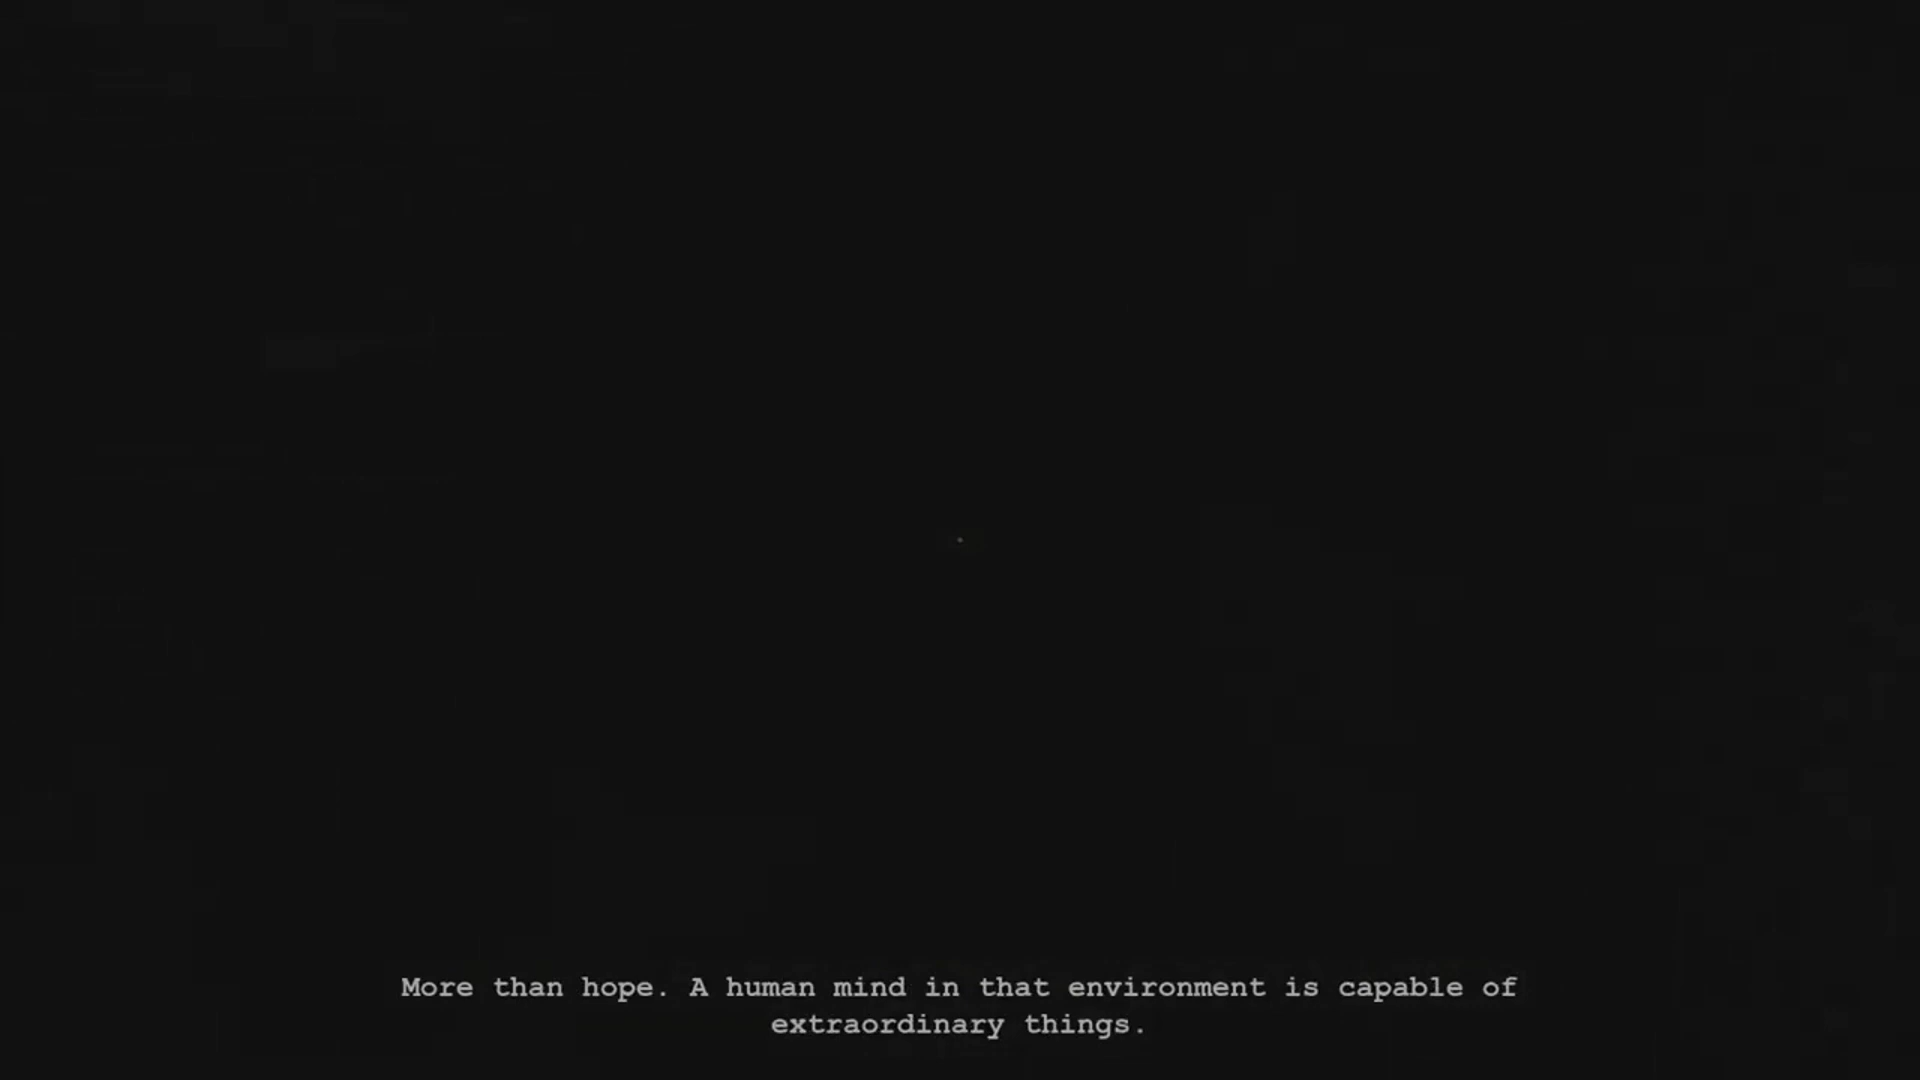 More than hope. A human mind in that environment is capable of
extraordinary things.